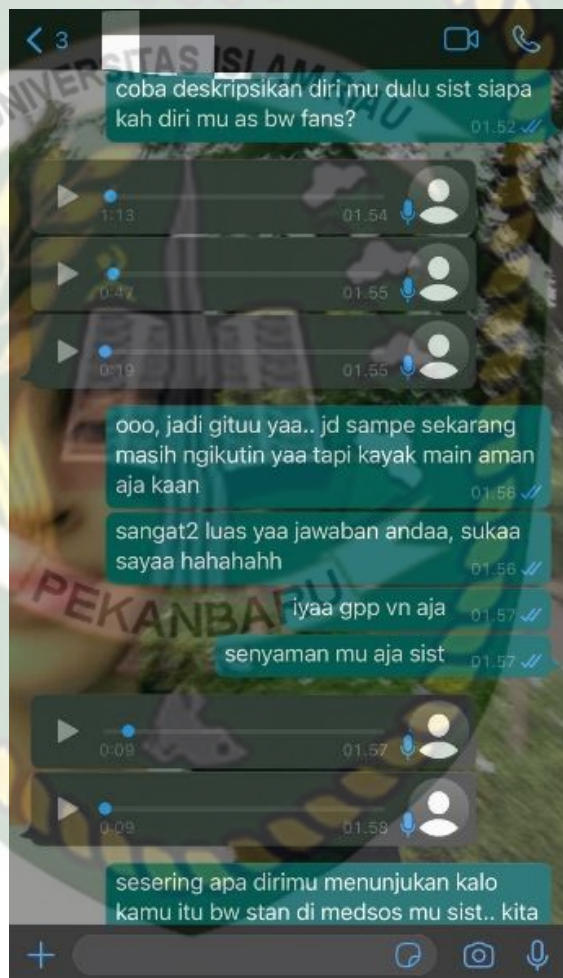 3
UNIVERSITAS ISLAM RIAU
coba deskripsikan diri mu dulu sist siapa
kah diri mu as bw fans?
01.52
1:13
01.54
0:47
01.55
0:19
01.55
ooo, jadi gituu yaa.. jd sampe sekarang
masih ngikutin yaa tapi kayak main aman
aja kaan
01.56
sangat2 luas yaa jawaban andaa, sukaa
sayaa hahahahh
01.56
PEKANBARU
iyaa gpp vn aja
01.57
senyaman mu aja sist
01.57
0:09
01.57
0:09
01.58
sesering apa dirimu menunjukan kalo
kamu itu bw stan di medsos mu sist.. kita